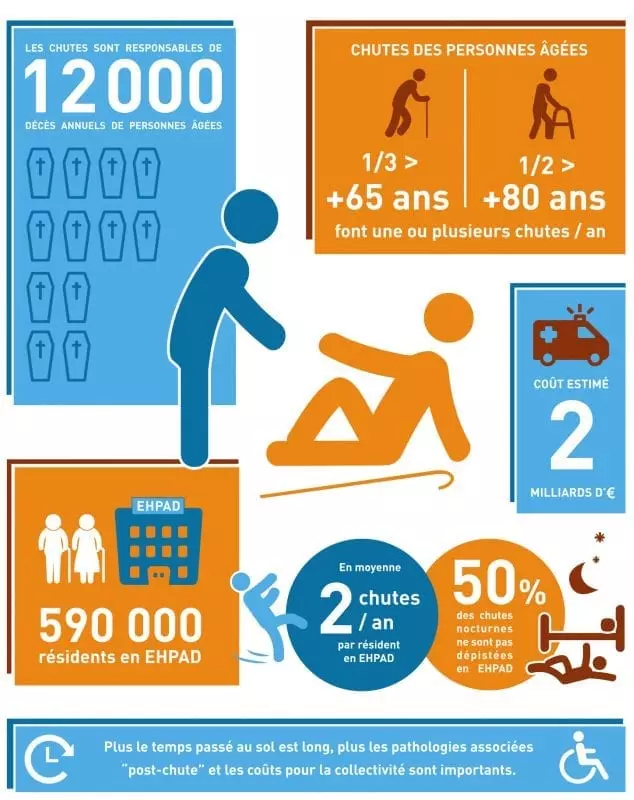 LES CHUTES SONT RESPONSABLES DE
12 000
DÉCÈS ANNUELS DE PERSONNES ÂGÉES
CHUTES DES PERSONNES ÂGÉES
1/3 >
+65 ans
1/2 >
+80 ans
font une ou plusieurs chutes / an
COÛT ESTIMÉ
2
MILLIARDS D'€
EHPAD
590 000
résidents en EHPAD
En moyenne
2 chutes
/ an
par résident
en EHPAD
50%
des chutes
nocturnes
ne sont pas
dépistées
en EHPAD
Plus le temps passé au sol est long, plus les pathologies associées
"post-chute" et les coûts pour la collectivité sont importants.